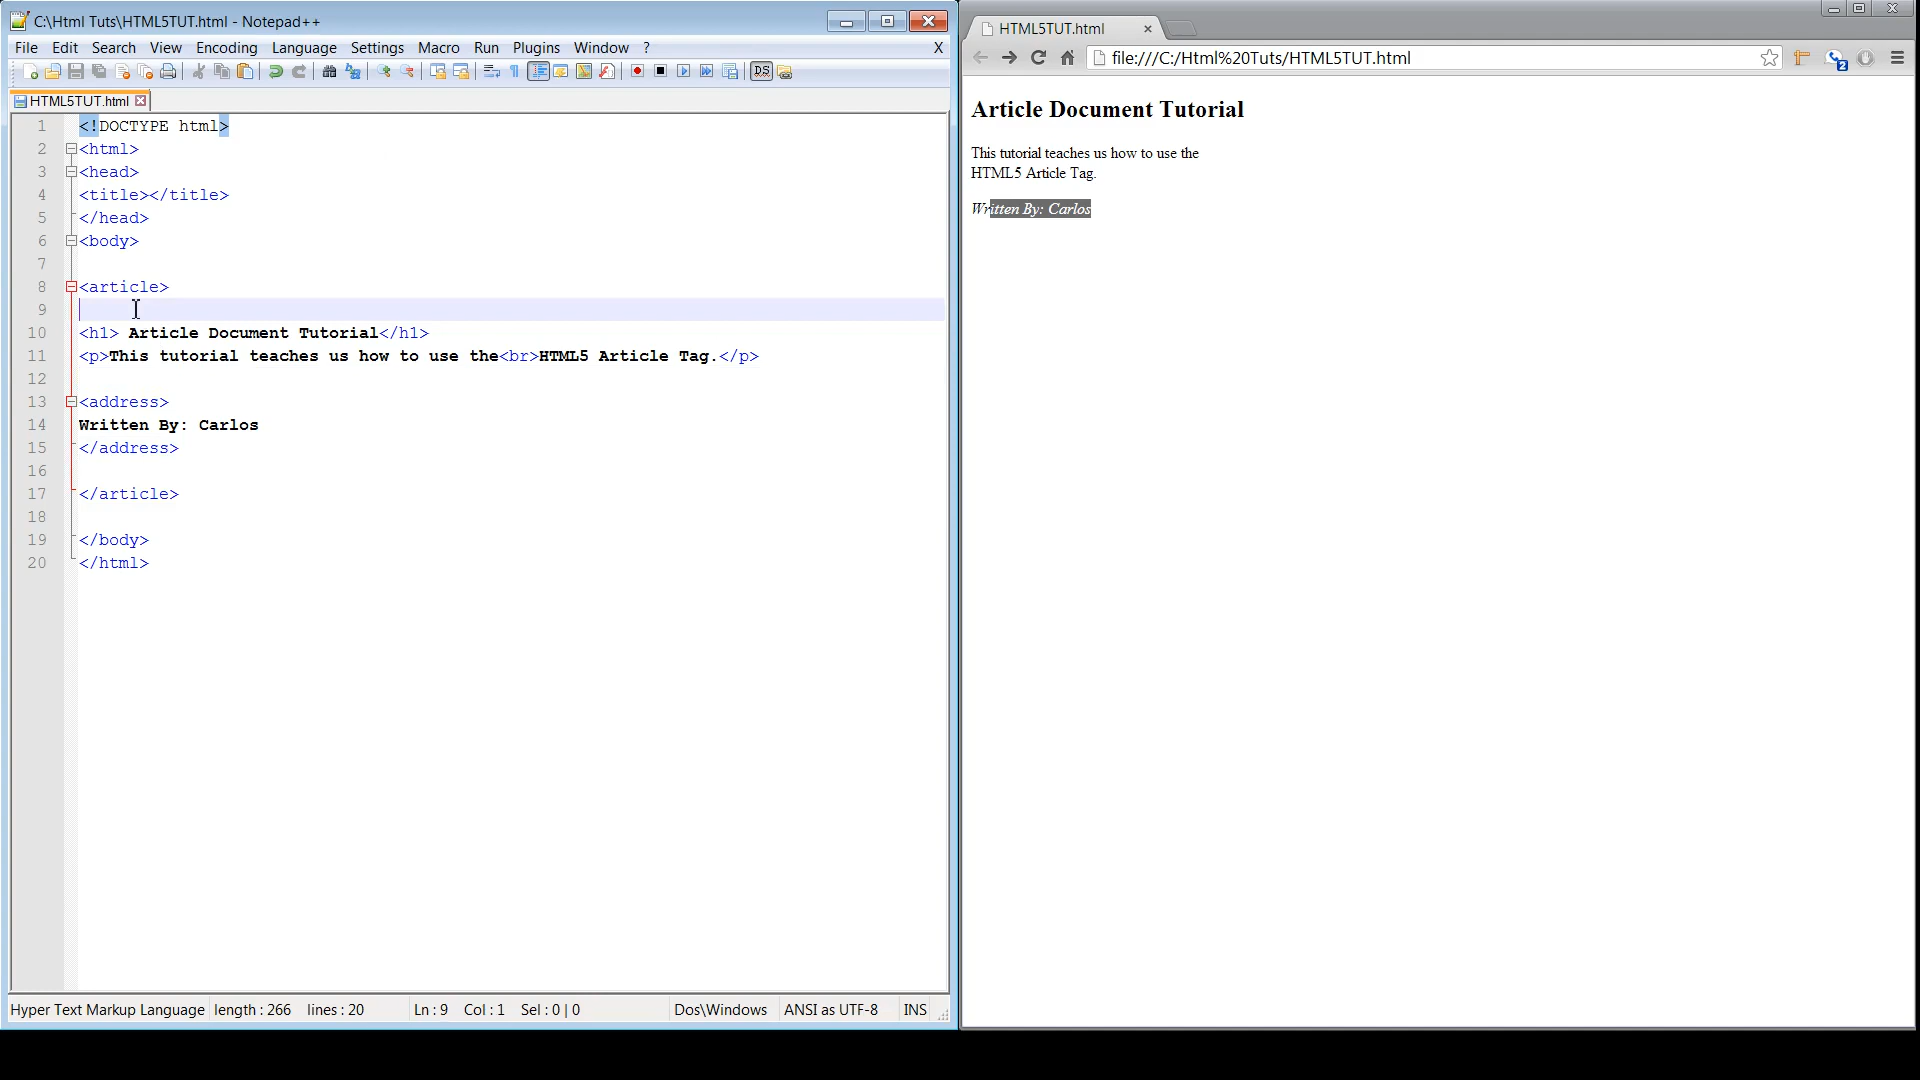 C:\Html Tuts\HTML5TUT.html - Notepad++
File Edit Search View Encoding Language Settings Macro Run Plugins Window ? X
HTML5TUT.html
1 <!DOCTYPE html>
2 <html>
3 <head>
4 <title></title>
5 </head>
6 <body>
7
8 <article>
9
10 <h1> Article Document Tutorial</h1>
11 <p>This tutorial teaches us how to use the<br>HTML5 Article Tag.</p>
12
13 <address>
14 Written By: Carlos
15 </address>
16
17 </article>
18
19 </body>
20 </html>
Hyper Text Markup Language length : 266 lines : 20 Ln : 9 Col : 1 Sel : 0 | 0 Dos\Windows ANSI as UTF-8 INS
HTML5TUT.html
file:///C:/Html%20Tuts/HTML5TUT.html
2
Article Document Tutorial
This tutorial teaches us how to use the
HTML5 Article Tag.
Written By: Carlos